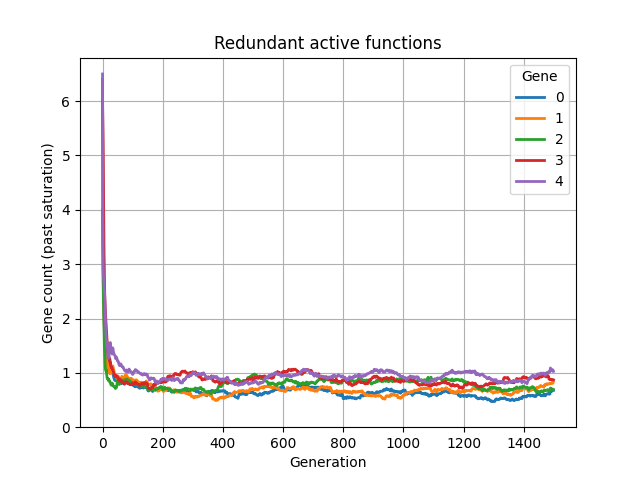 Redundant active functions
Gene count (past saturation)
6
5
4
3
2
1
0
0 200 400 600 800 1000 1200 1400
Generation
Gene
0
1
2
3
4